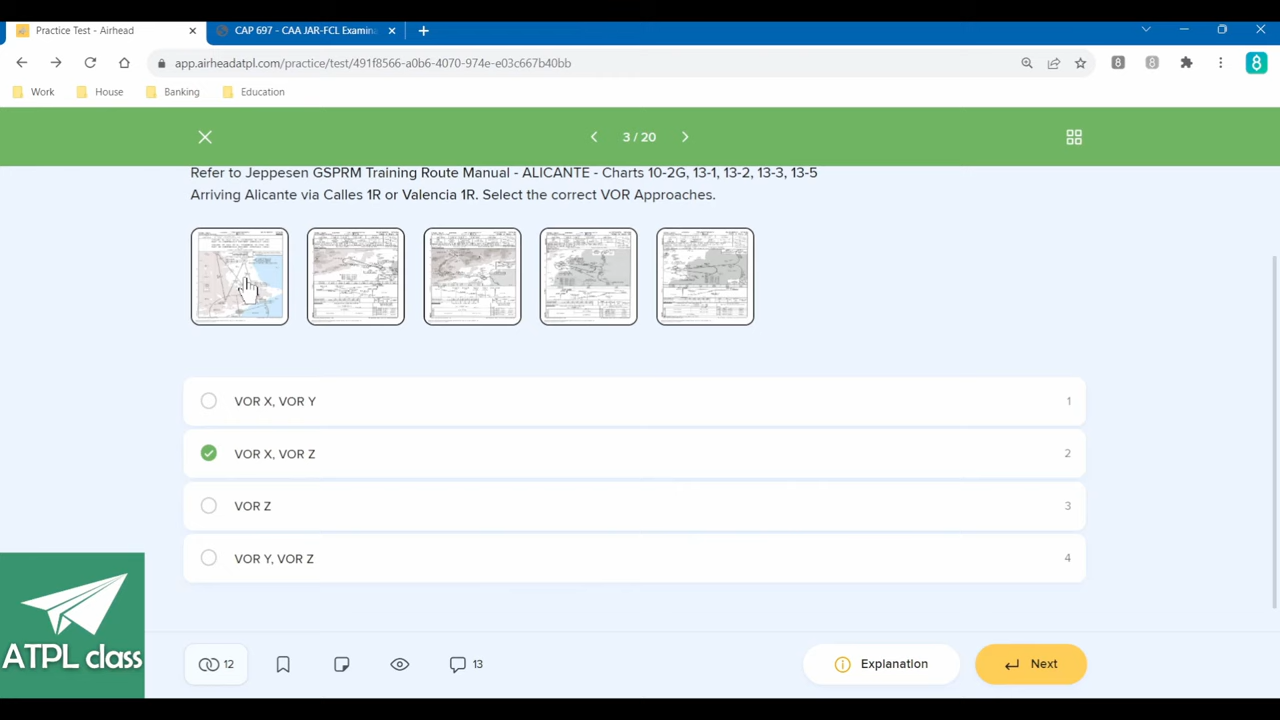 Practice Test - Airhead
CAP 697 - CAA JAR-FCL Examina
app.airheadatpl.com/practice/test/491f8566-a0b6-4070-974e-e03c667b40bb
Work
House
Banking
Education
3 / 20
Refer to Jeppesen GSPRM Training Route Manual - ALICANTE - Charts 10-2G, 13-1, 13-2, 13-3, 13-5
Arriving Alicante via Calles 1R or Valencia 1R. Select the correct VOR Approaches.
VOR X, VOR Y
1
VOR X, VOR Z
2
VOR Z
3
VOR Y, VOR Z
4
ATPL class
12
13
Explanation
Next